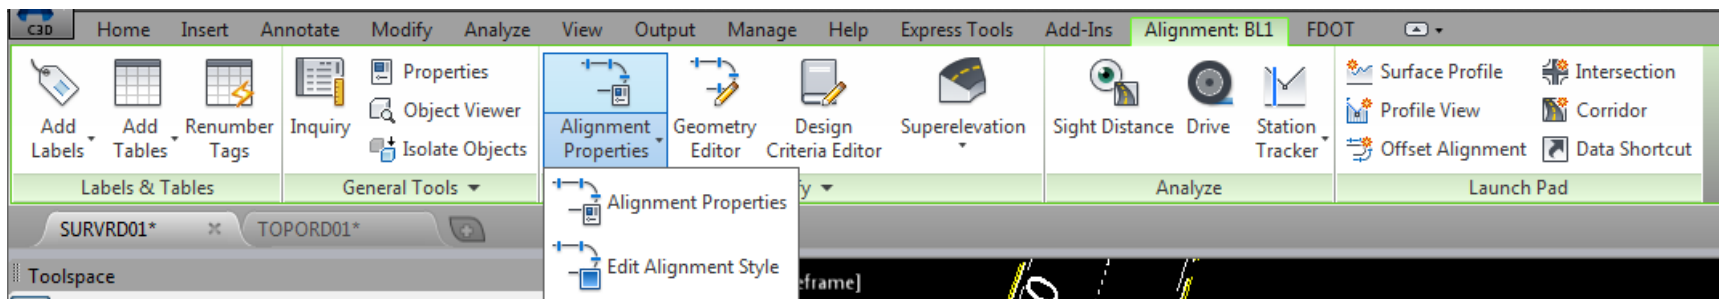 C3D Home Insert Annotate Modify Analyze View Output Manage Help Express Tools Add-Ins Alignment: BL1 FDOT
Add Labels
Add Tables
Renumber Tags
Inquiry
Properties
Object Viewer
Isolate Objects
Alignment Properties
Geometry Editor
Design Criteria Editor
Superelevation
Sight Distance
Drive
Station Tracker
Surface Profile
Profile View
Offset Alignment
Intersection
Corridor
Data Shortcut
Labels & Tables
General Tools
Analyze
Launch Pad
Alignment Properties
Edit Alignment Style
SURVRD01*
TOPORD01*
Toolspace
eframe]